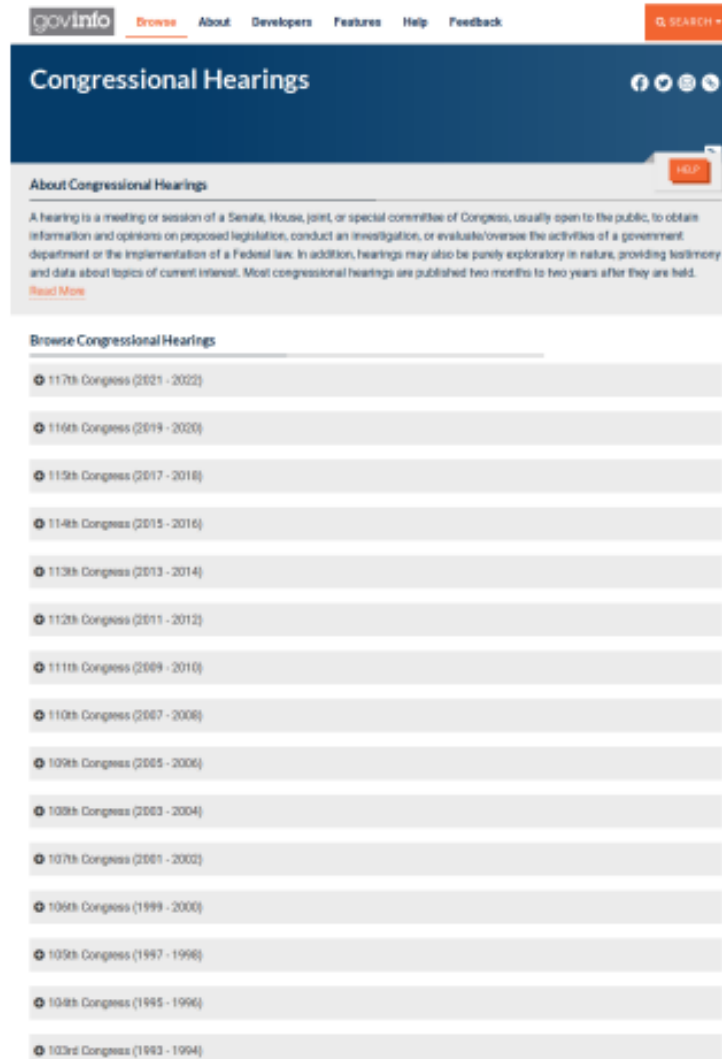 govinfo Browse About Developers Features Help Feedback SEARCH
Congressional Hearings
HELP
About Congressional Hearings
A hearing is a meeting or session of a Senate, House, joint, or special committee of Congress, usually open to the public, to obtain
information and opinions on proposed legislation, conduct an investigation, or evaluate/oversee the activities of a government
department or the implementation of a Federal law. In addition, hearings may also be purely exploratory in nature, providing testimony
and data about topics of current interest. Most congressional hearings are published two months to two years after they are held.
Read More
Browse Congressional Hearings
117th Congress (2021 - 2022)
116th Congress (2019 - 2020)
115th Congress (2017 - 2018)
114th Congress (2015 - 2016)
113th Congress (2013 - 2014)
112th Congress (2011 - 2012)
111th Congress (2009 - 2010)
110th Congress (2007 - 2008)
109th Congress (2005 - 2006)
108th Congress (2003 - 2004)
107th Congress (2001 - 2002)
106th Congress (1999 - 2000)
105th Congress (1997 - 1998)
104th Congress (1995 - 1996)
103rd Congress (1993 - 1994)